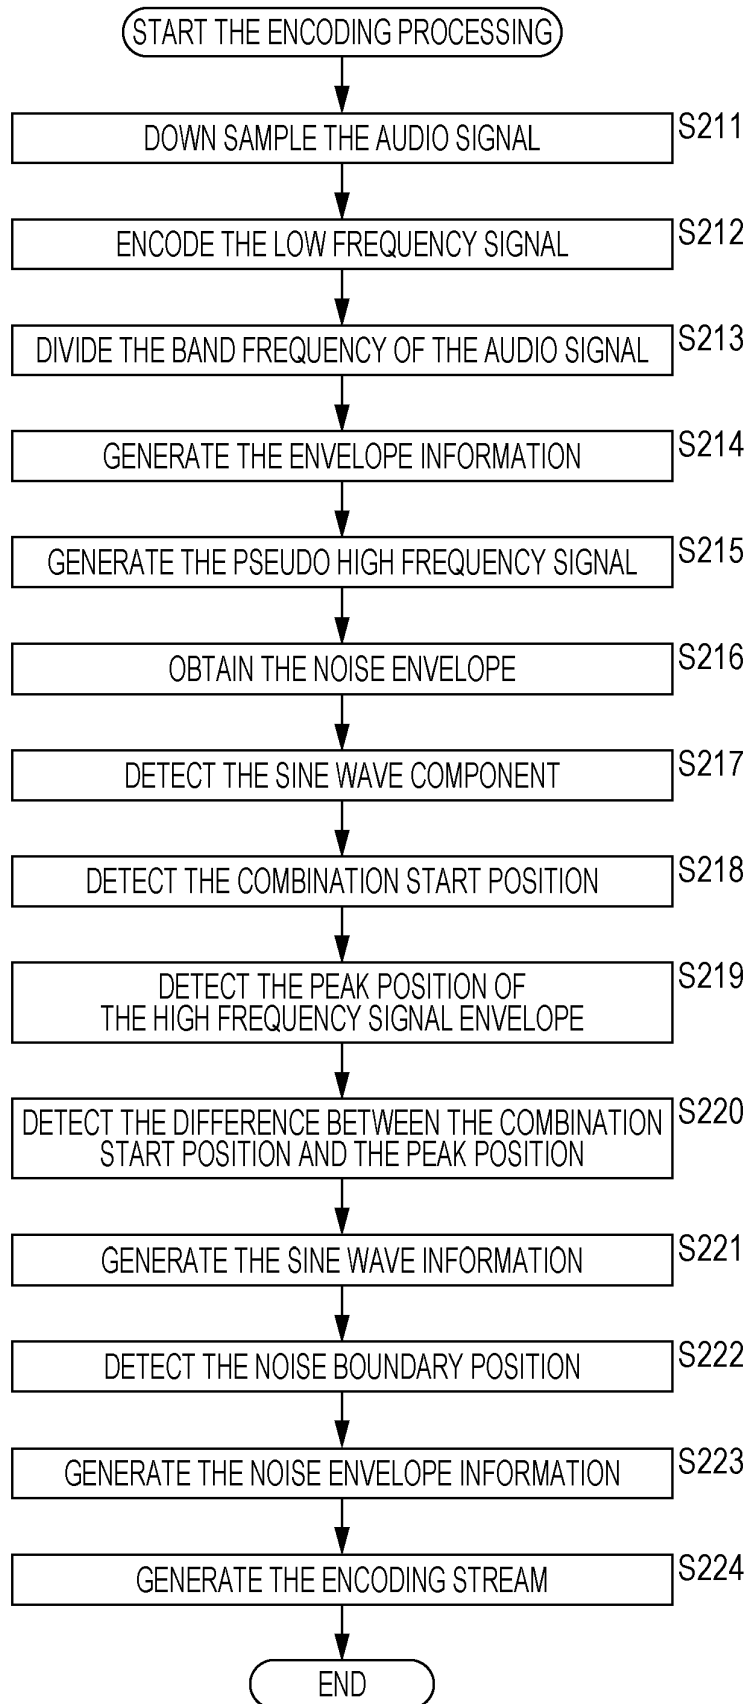 START THE ENCODING PROCESSING
DOWN SAMPLE THE AUDIO SIGNAL
S211
ENCODE THE LOW FREQUENCY SIGNAL
S212
DIVIDE THE BAND FREQUENCY OF THE AUDIO SIGNAL
S213
GENERATE THE ENVELOPE INFORMATION
S214
GENERATE THE PSEUDO HIGH FREQUENCY SIGNAL
S215
OBTAIN THE NOISE ENVELOPE
S216
DETECT THE SINE WAVE COMPONENT
S217
DETECT THE COMBINATION START POSITION
S218
DETECT THE PEAK POSITION OF
THE HIGH FREQUENCY SIGNAL ENVELOPE
S219
DETECT THE DIFFERENCE BETWEEN THE COMBINATION
START POSITION AND THE PEAK POSITION
S220
GENERATE THE SINE WAVE INFORMATION
S221
DETECT THE NOISE BOUNDARY POSITION
S222
GENERATE THE NOISE ENVELOPE INFORMATION
S223
GENERATE THE ENCODING STREAM
S224
END